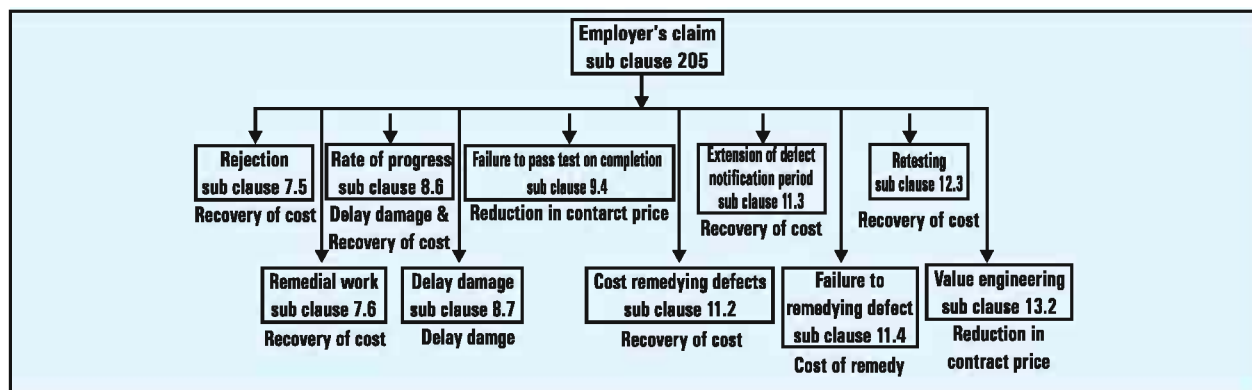 Employer's claim
sub clause 205
Rejection
sub clause 7.5
Recovery of cost
Rate of progress
sub clause 8.6
Delay damage &
Recovery of cost
Failure to pass test on completion
sub clause 9.4
Reduction in contarct price
Extension of defect
notification period
sub clause 11.3
Recovery of cost
Retesting
sub clause 12.3
Recovery of cost
Remedial work
sub clause 7.6
Recovery of cost
Delay damage
sub clause 8.7
Delay damge
Cost remedying defects
sub clause 11.2
Recovery of cost
Failure to
remedying defect
sub clause 11.4
Cost of remedy
Value engineering
sub clause 13.2
Reduction in
contract price